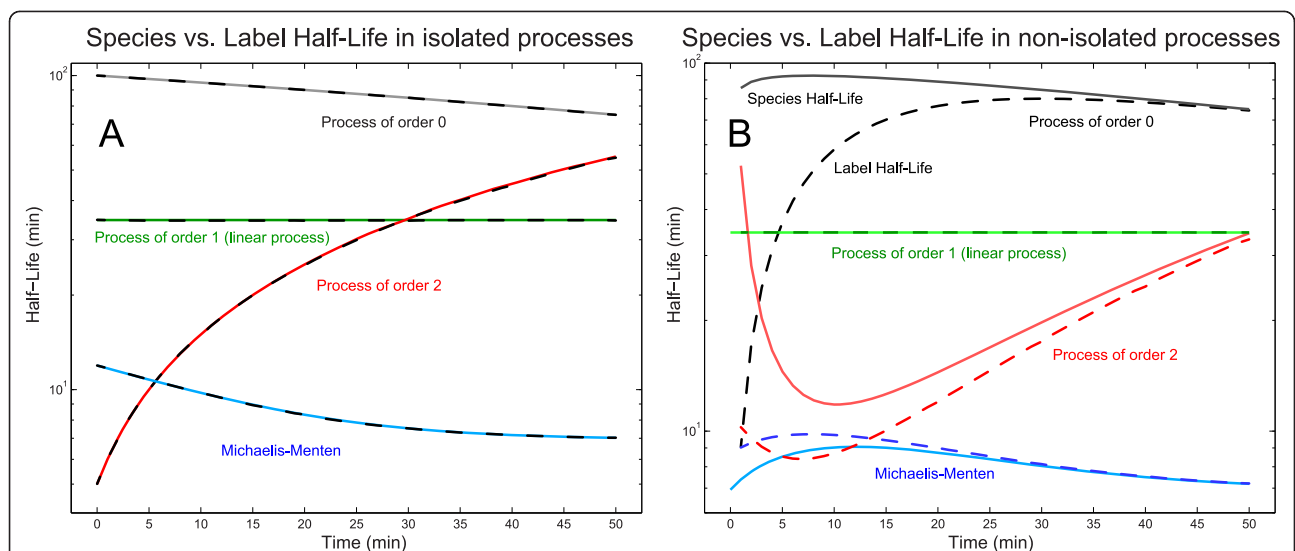 Species vs. Label Half-Life in isolated processes
A
Half-Life (min)
10²
10¹
Process of order 0
Process of order 1 (linear process)
Process of order 2
Michaelis-Menten
0 5 10 15 20 25 30 35 40 45 50
Time (min)
Species vs. Label Half-Life in non-isolated processes
B
Half-Life (min)
10²
10¹
Species Half-Life
Process of order 0
Label Half-Life
Process of order 1 (linear process)
Process of order 2
Michaelis-Menten
0 5 10 15 20 25 30 35 40 45 50
Time (min)